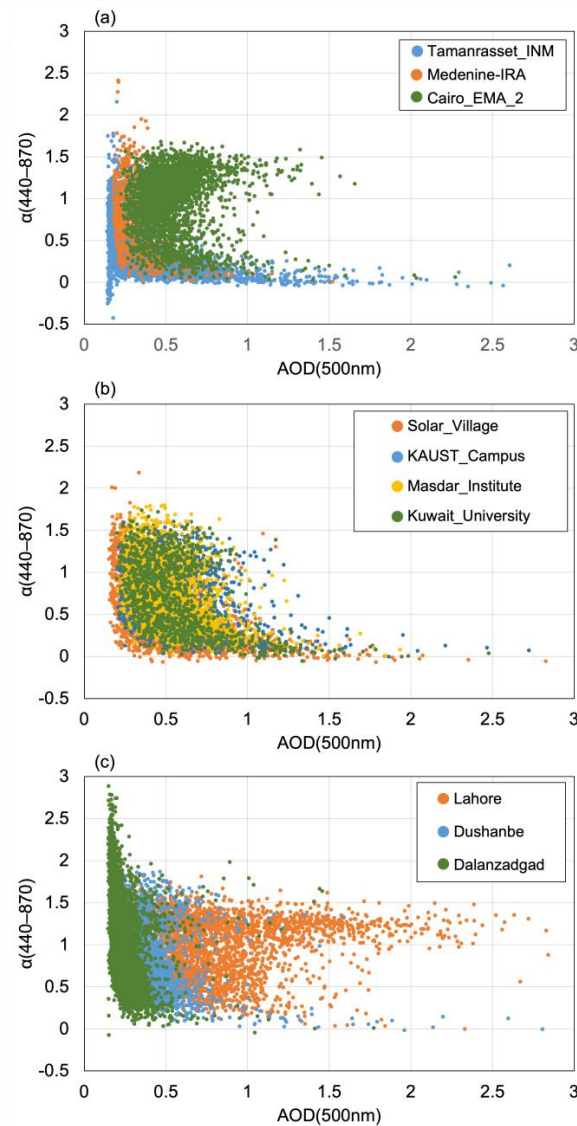 (a)
3
2.5
2
1.5
1
0.5
0
-0.5
α(440–870)
Tamanrasset_INM
Medenine-IRA
Cairo_EMA_2
0 0.5 1 1.5 2 2.5 3
AOD(500nm)
(b)
3
2.5
2
1.5
1
0.5
0
-0.5
α(440–870)
Solar_Village
KAUST_Campus
Masdar_Institute
Kuwait_University
0 0.5 1 1.5 2 2.5 3
AOD(500nm)
(c)
3
2.5
2
1.5
1
0.5
0
-0.5
α(440–870)
Lahore
Dushanbe
Dalanzadgad
0 0.5 1 1.5 2 2.5 3
AOD(500nm)